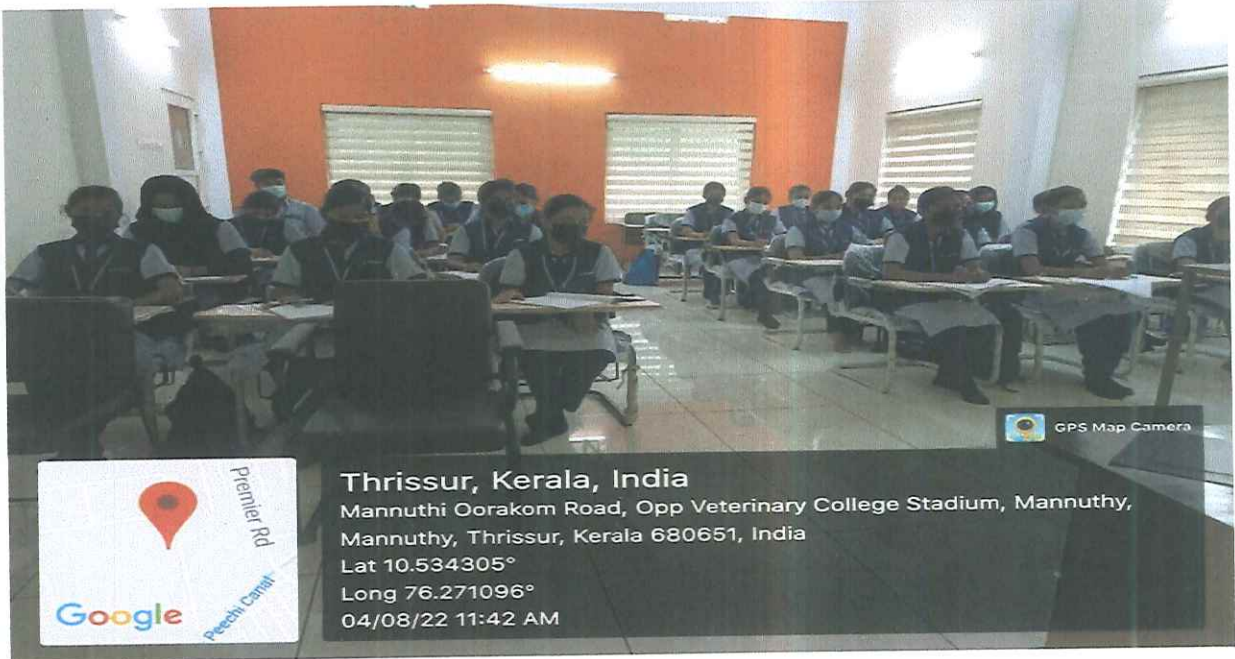 GPS Map Camera
Premier Rd
Peechi Canal
Google
Thrissur, Kerala, India
Mannuthi Oorakom Road, Opp Veterinary College Stadium, Mannuthy,
Mannuthy, Thrissur, Kerala 680651, India
Lat 10.534305°
Long 76.271096°
04/08/22 11:42 AM